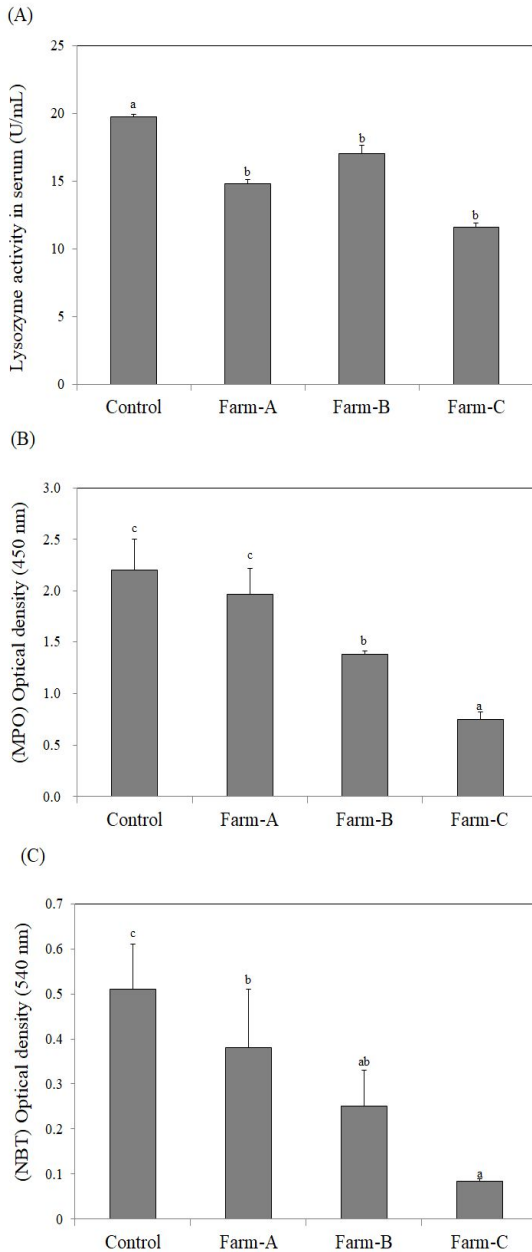 (A)
Lysozyme activity in serum (U/mL)
25
20
15
10
5
0
a
b
b
b
Control Farm-A Farm-B Farm-C
(B)
(MPO) Optical density (450 nm)
3.0
2.5
2.0
1.5
1.0
0.5
0.0
c
c
b
a
Control Farm-A Farm-B Farm-C
(C)
(NBT) Optical density (540 nm)
0.7
0.6
0.5
0.4
0.3
0.2
0.1
0
c
b
ab
a
Control Farm-A Farm-B Farm-C